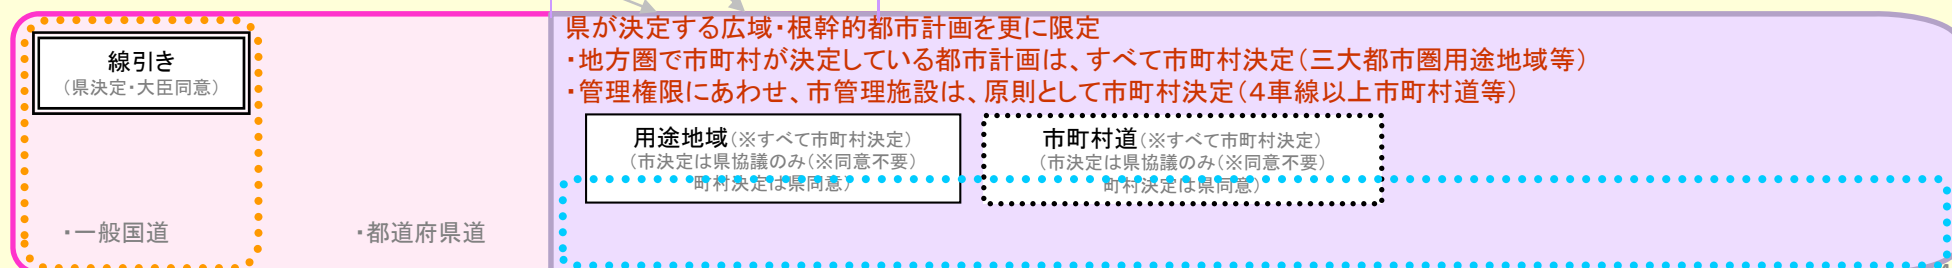 線引き
（県決定・大臣同意）
・一般国道
・都道府県道
県が決定する広域・根幹的都市計画を更に限定
・地方圏で市町村が決定している都市計画は、すべて市町村決定（三大都市圏用途地域等）
・管理権限にあわせ、市管理施設は、原則として市町村決定（４車線以上市町村道等）
用途地域（※すべて市町村決定）
（市決定は県協議のみ（※同意不要）
町村決定は県同意）
市町村道（※すべて市町村決定）
（市決定は県協議のみ（※同意不要）
町村決定は県同意）